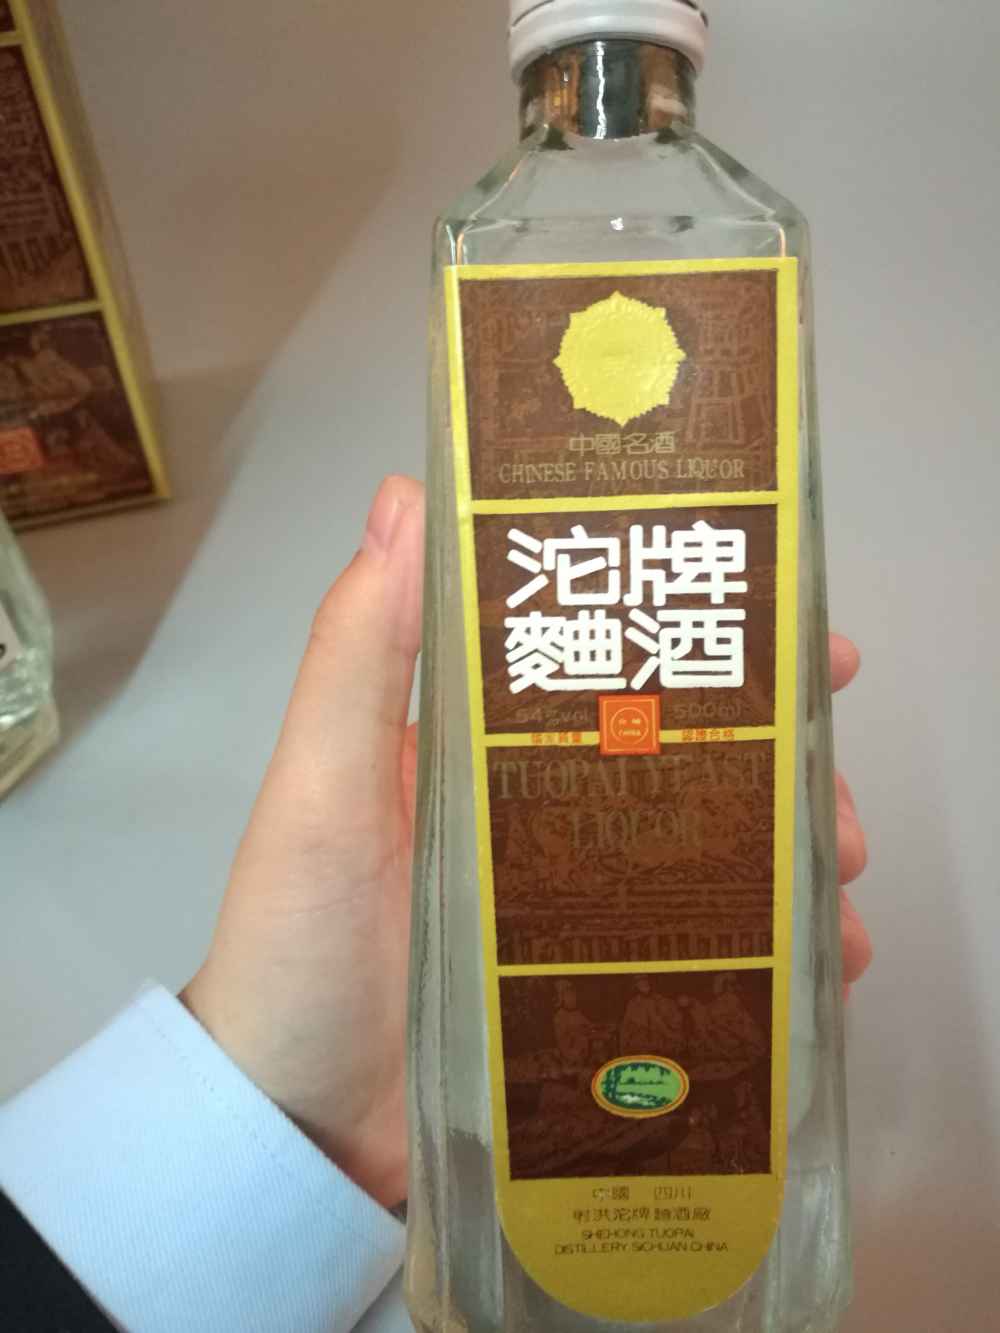 中國名酒
CHINESE FAMOUS LIQUOR
沱牌
麯酒
54%vol 500ml
TUOPAI YEAST
LIQUOR
中國 四川
射洪沱牌麯酒廠
SHEHONG TUOPAI
DISTILLERY SICHUAN CHINA